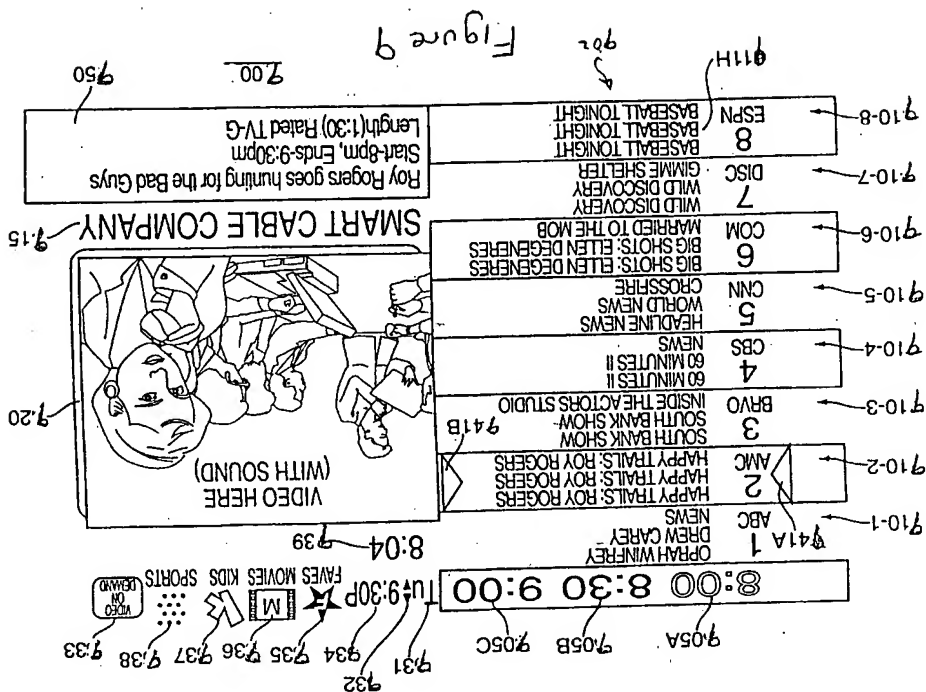 905A 905B 905C 931 932 934 935 936 937 938 933
8:00 8:30 9:00
Tu 9:30P
FAVES MOVIES KIDS SPORTS
M
VIDEO ON DEMAND
8:04
939
910-1
1 ABC
OPRAH WINFREY
DREW CAREY
NEWS
941A
910-2
2 AMC
HAPPY TRAILS: ROY ROGERS
HAPPY TRAILS: ROY ROGERS
HAPPY TRAILS: ROY ROGERS
941B
910-3
3 BRVO
SOUTH BANK SHOW
SOUTH BANK SHOW
INSIDE THE ACTORS STUDIO
910-4
4 CBS
60 MINUTES II
60 MINUTES II
NEWS
910-5
5 CNN
HEADLINE NEWS
WORLD NEWS
CROSSFIRE
910-6
6 COM
BIG SHOTS: ELLEN DEGENERES
BIG SHOTS: ELLEN DEGENERES
MARRIED TO THE MOB
910-7
7 DISC
WILD DISCOVERY
WILD DISCOVERY
GIMME SHELTER
910-8
8 ESPN
BASEBALL TONIGHT
BASEBALL TONIGHT
BASEBALL TONIGHT
911H
VIDEO HERE
(WITH SOUND)
920
SMART CABLE COMPANY
915
Roy Rogers goes hunting for the Bad Guys
Start-8pm, Ends-9:30pm
Length(1:30) Rated TV-G
950
902
900
Figure 9